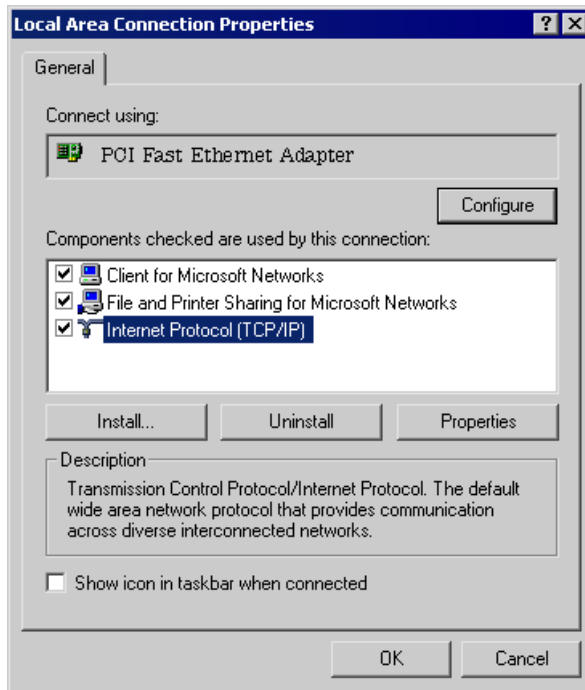 Local Area Connection Properties
General
Connect using:
PCI Fast Ethernet Adapter
Configure
Components checked are used by this connection:
Client for Microsoft Networks
File and Printer Sharing for Microsoft Networks
Internet Protocol (TCP/IP)
Install... Uninstall Properties
Description
Transmission Control Protocol/Internet Protocol. The default
wide area network protocol that provides communication
across diverse interconnected networks.
Show icon in taskbar when connected
OK Cancel